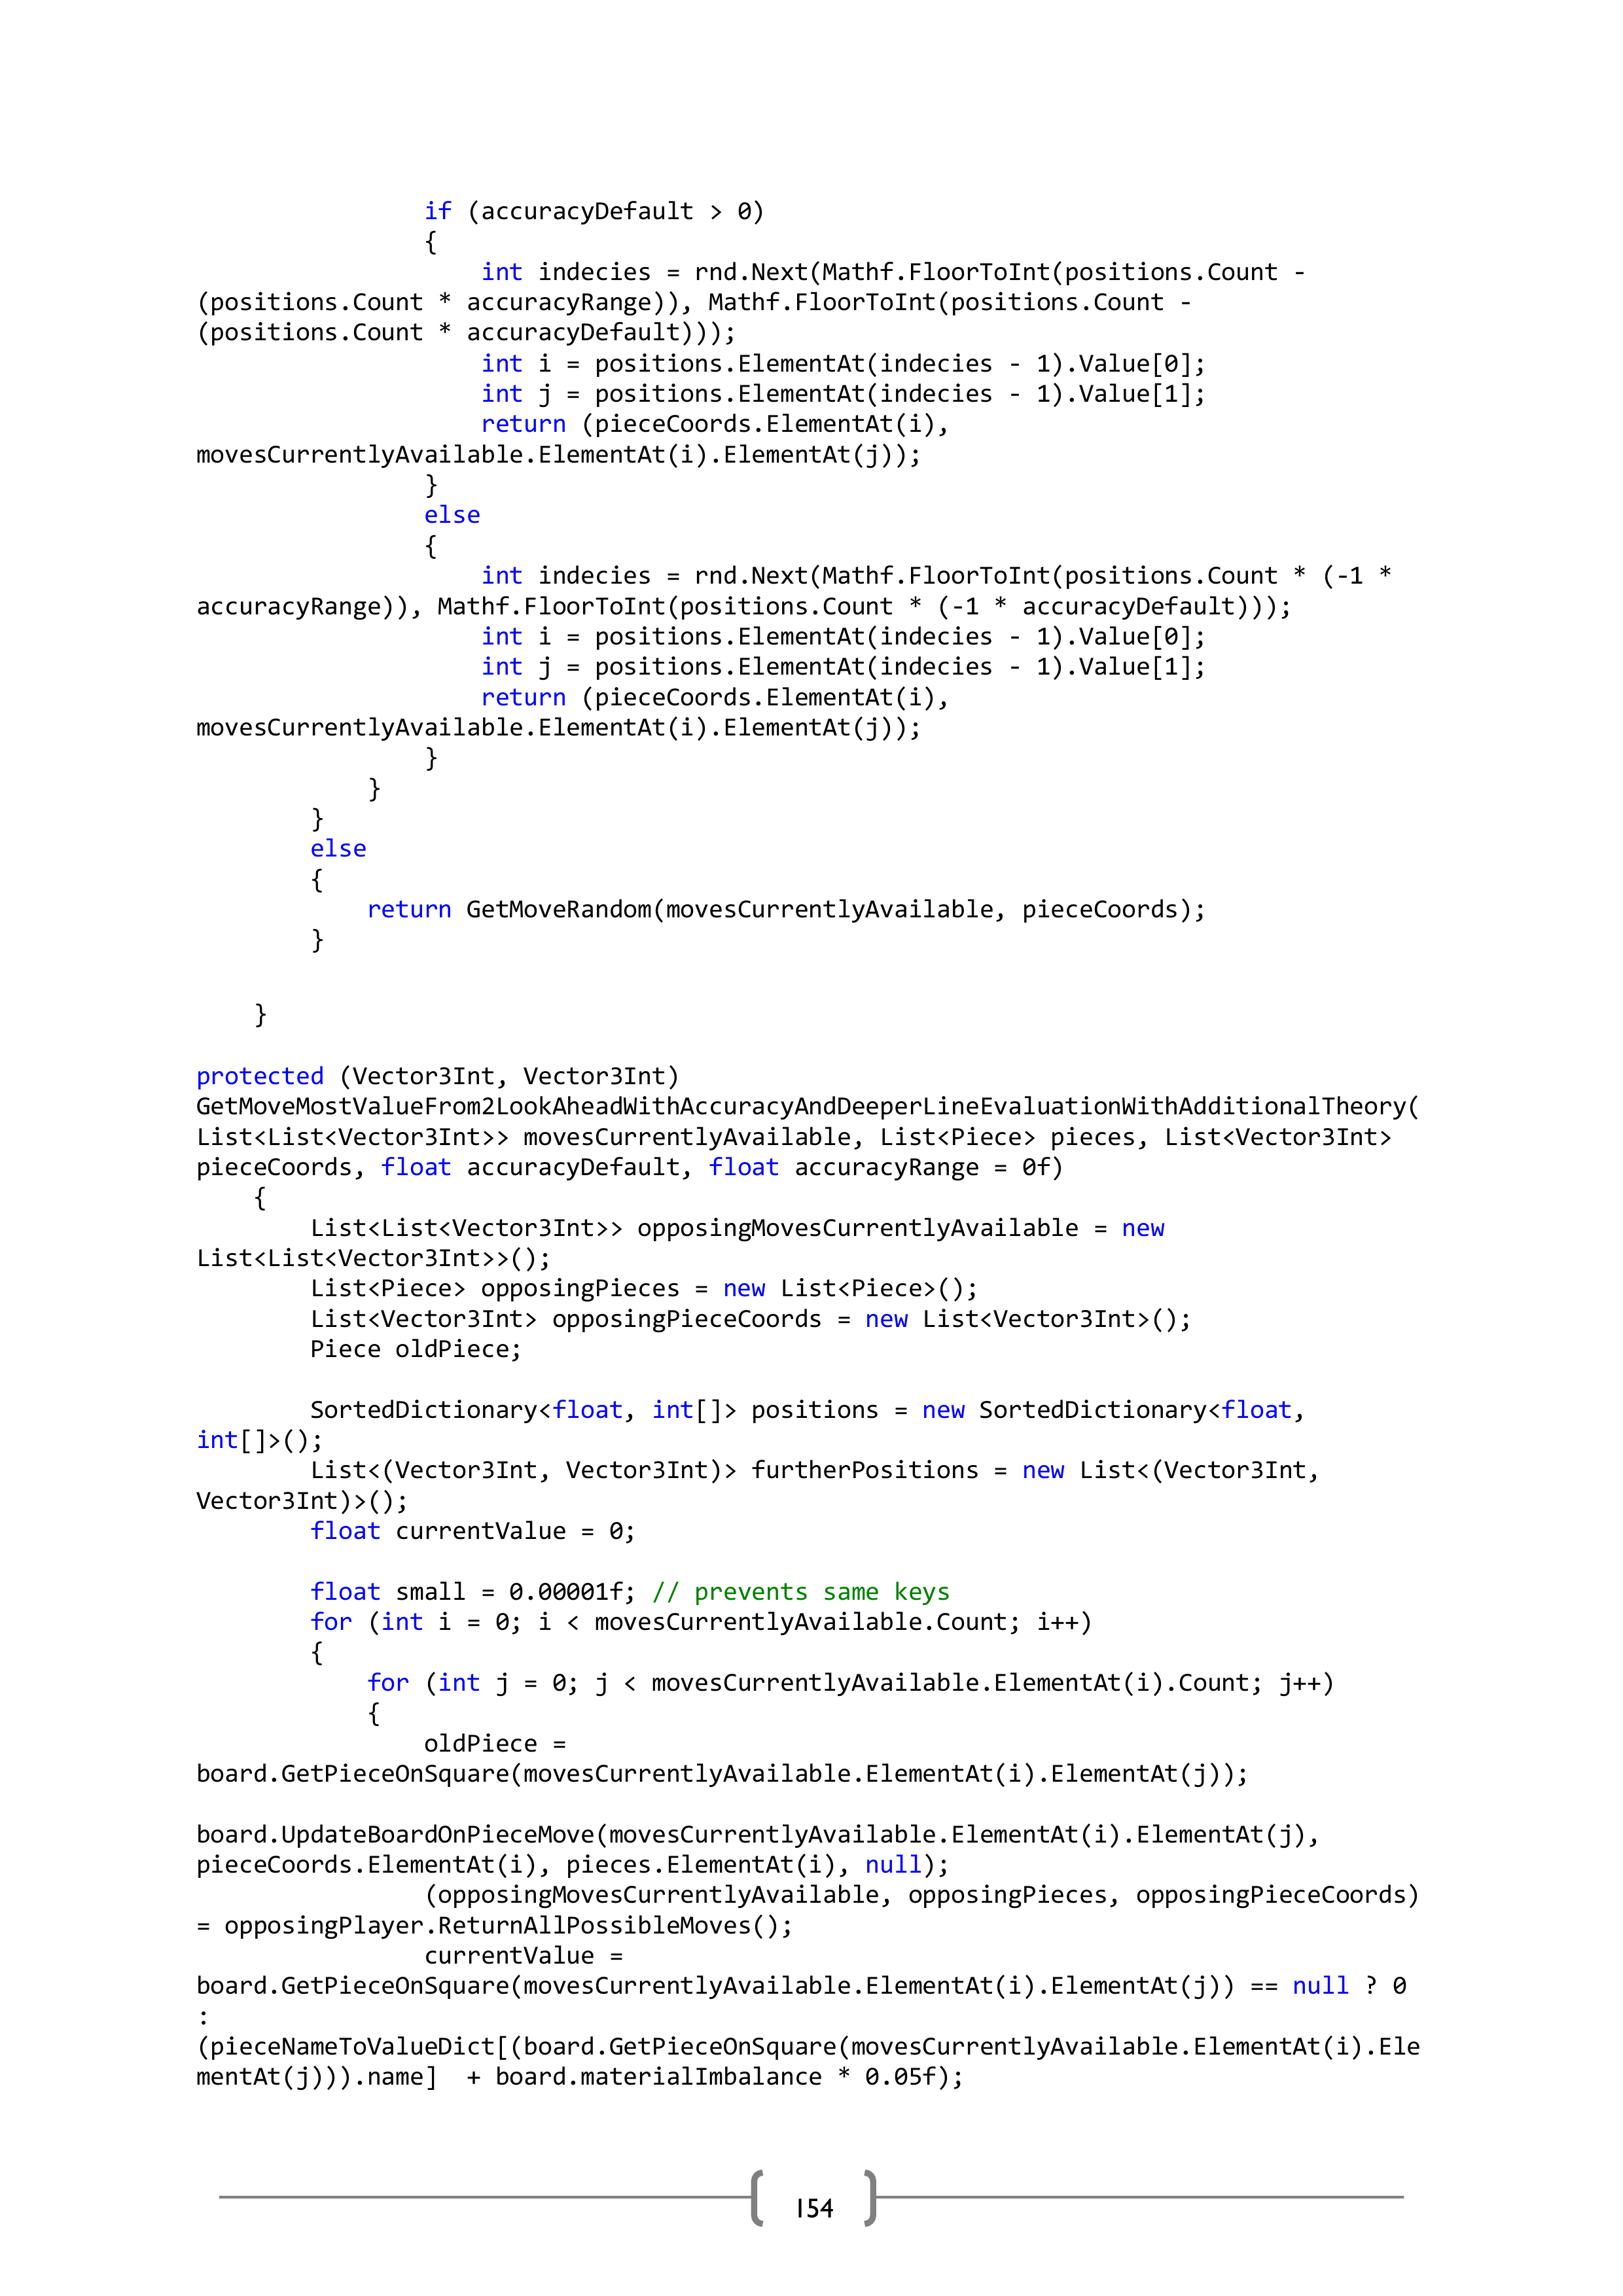 if (accuracyDefault > 0)
{
int indecies = rnd.Next(Mathf.FloorToInt(positions.Count -
(positions.Count * accuracyRange)), Mathf.FloorToInt(positions.Count -
(positions.Count * accuracyDefault)));
int i = positions.ElementAt(indecies - 1).Value[0];
int j = positions.ElementAt(indecies - 1).Value[1];
return (pieceCoords.ElementAt(i),
movesCurrentlyAvailable.ElementAt(i).ElementAt(j));
}
else
{
int indecies = rnd.Next(Mathf.FloorToInt(positions.Count * (-1 *
accuracyRange)), Mathf.FloorToInt(positions.Count * (-1 * accuracyDefault)));
int i = positions.ElementAt(indecies - 1).Value[0];
int j = positions.ElementAt(indecies - 1).Value[1];
return (pieceCoords.ElementAt(i),
movesCurrentlyAvailable.ElementAt(i).ElementAt(j));
}
}
}
else
{
return GetMoveRandom(movesCurrentlyAvailable, pieceCoords);
}
}
protected (Vector3Int, Vector3Int)
GetMoveMostValueFrom2LookAheadWithAccuracyAndDeeperLineEvaluationWithAdditionalTheory(
List<List<Vector3Int>> movesCurrentlyAvailable, List<Piece> pieces, List<Vector3Int>
pieceCoords, float accuracyDefault, float accuracyRange = 0f)
{
List<List<Vector3Int>> opposingMovesCurrentlyAvailable = new
List<List<Vector3Int>>();
List<Piece> opposingPieces = new List<Piece>();
List<Vector3Int> opposingPieceCoords = new List<Vector3Int>();
Piece oldPiece;
SortedDictionary<float, int[]> positions = new SortedDictionary<float,
int[]>();
List<(Vector3Int, Vector3Int)> furtherPositions = new List<(Vector3Int,
Vector3Int)>();
float currentValue = 0;
float small = 0.00001f; // prevents same keys
for (int i = 0; i < movesCurrentlyAvailable.Count; i++)
{
for (int j = 0; j < movesCurrentlyAvailable.ElementAt(i).Count; j++)
{
oldPiece =
board.GetPieceOnSquare(movesCurrentlyAvailable.ElementAt(i).ElementAt(j));
board.UpdateBoardOnPieceMove(movesCurrentlyAvailable.ElementAt(i).ElementAt(j),
pieceCoords.ElementAt(i), pieces.ElementAt(i), null);
(opposingMovesCurrentlyAvailable, opposingPieces, opposingPieceCoords)
= opposingPlayer.ReturnAllPossibleMoves();
currentValue =
board.GetPieceOnSquare(movesCurrentlyAvailable.ElementAt(i).ElementAt(j)) == null ? 0
:
(pieceNameToValueDict[(board.GetPieceOnSquare(movesCurrentlyAvailable.ElementAt(i).Ele
mentAt(j))).name]  + board.materialImbalance * 0.05f);
154